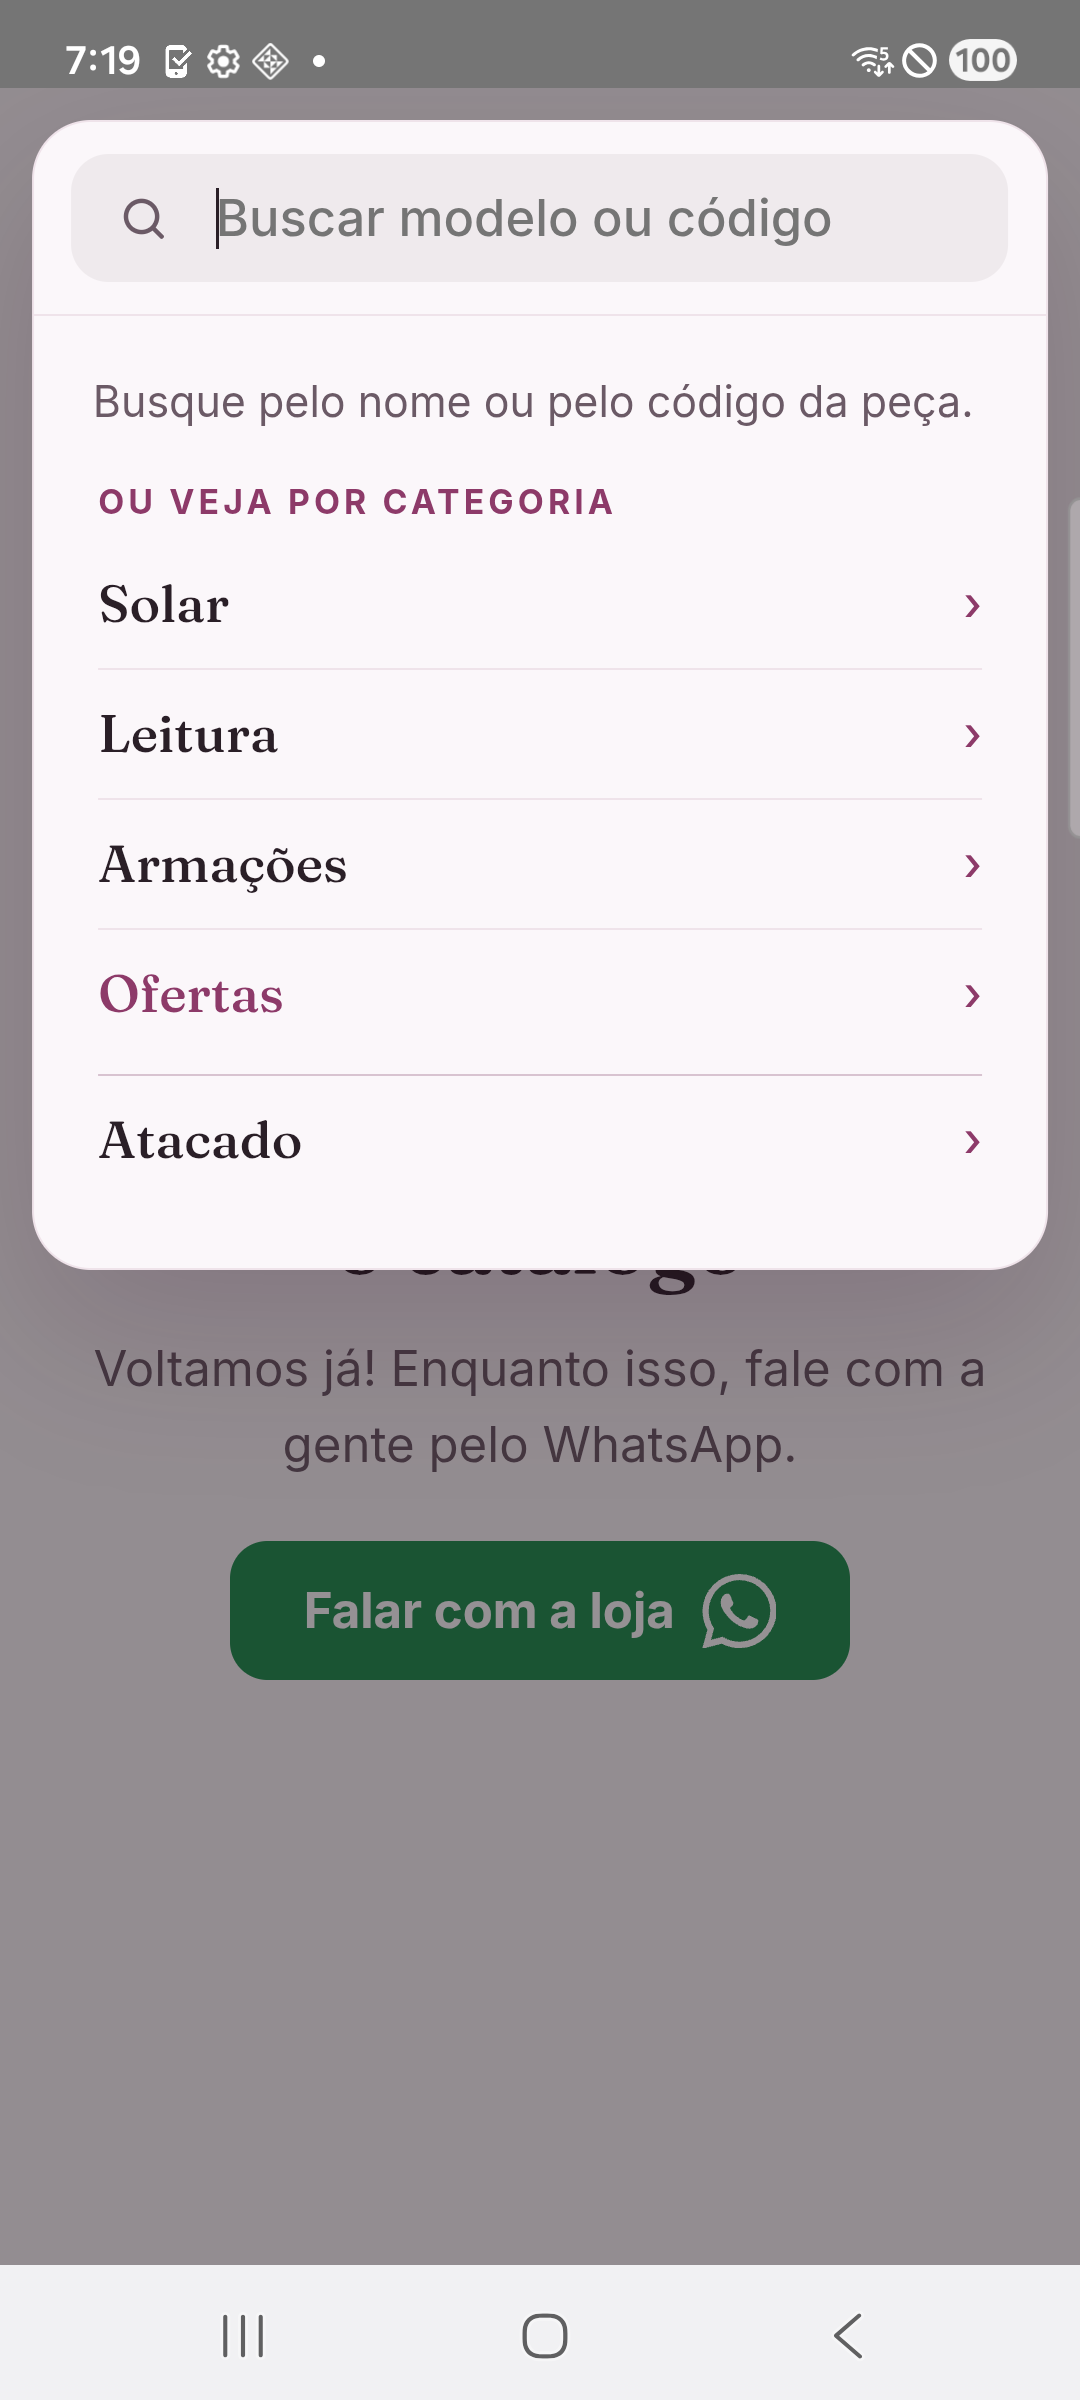 7:19
5
100
Buscar modelo ou código
Busque pelo nome ou pelo código da peça.
OU VEJA POR CATEGORIA
Solar
Leitura
Armações
Ofertas
Atacado
Voltamos já! Enquanto isso, fale com a
gente pelo WhatsApp.
Falar com a loja